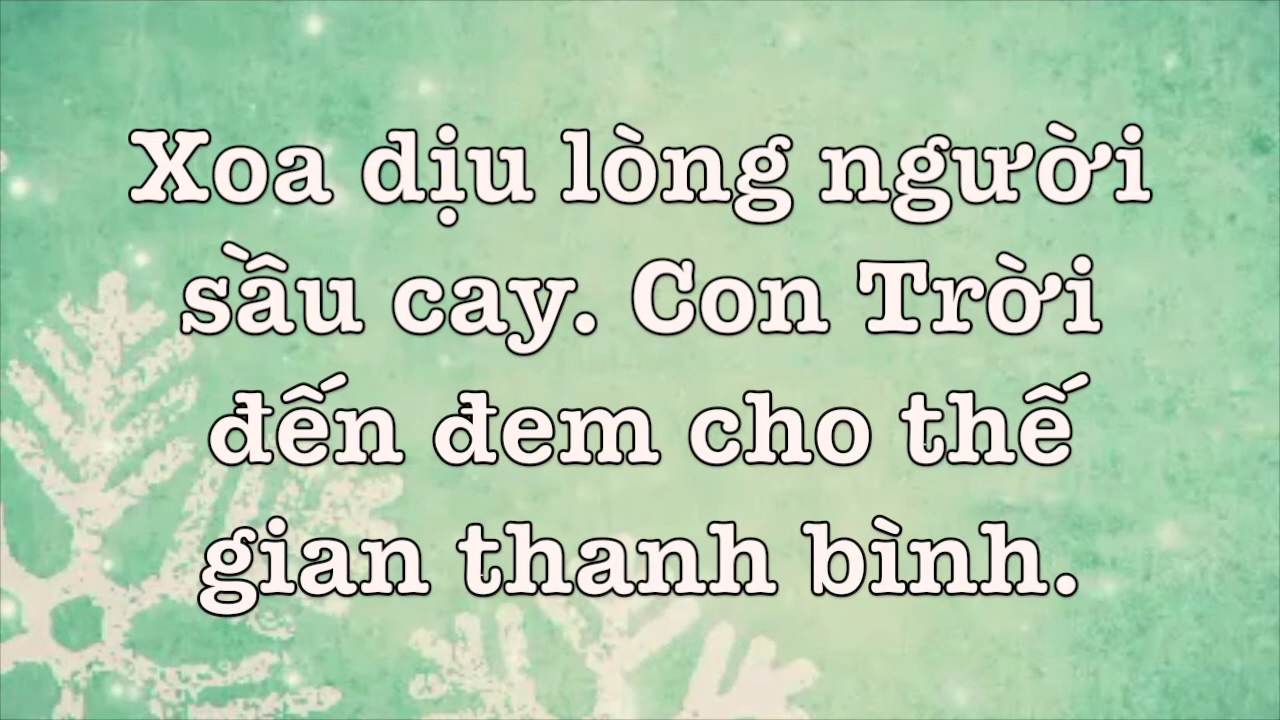 Xoa dịu lòng người
sầu cay. Con Trời
đến đem cho thế
gian thanh bình.